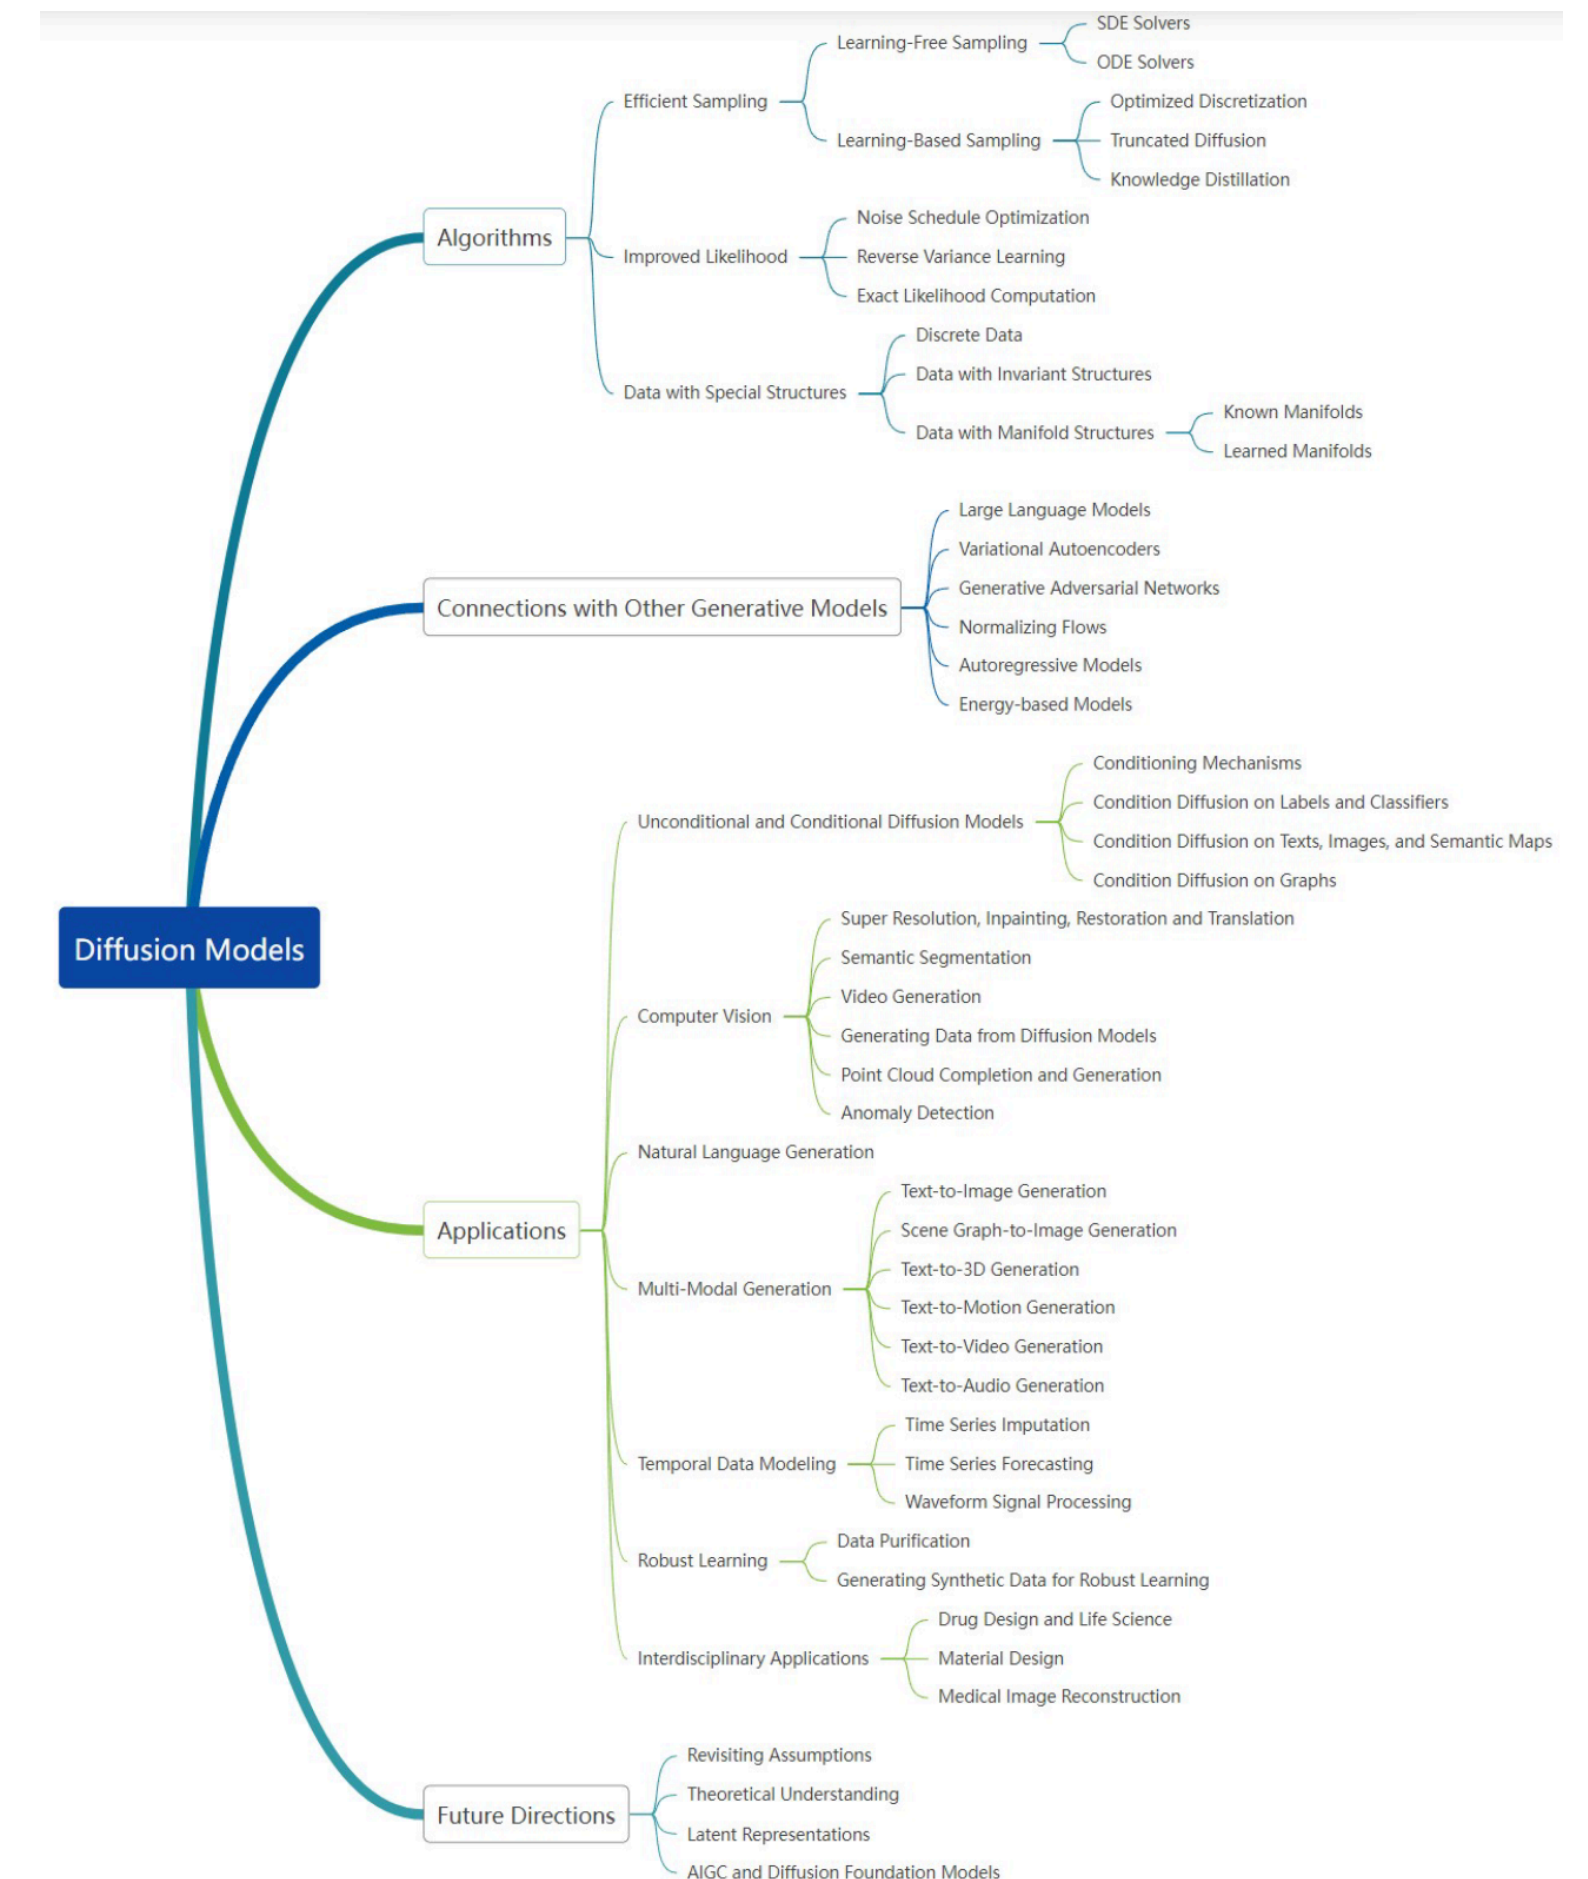 SDE Solvers
Learning-Free Sampling
ODE Solvers
Efficient Sampling
Optimized Discretization
Learning-Based Sampling
Truncated Diffusion
Knowledge Distillation
Algorithms
Noise Schedule Optimization
Improved Likelihood
Reverse Variance Learning
Exact Likelihood Computation
Discrete Data
Data with Special Structures
Data with Invariant Structures
Data with Manifold Structures
Known Manifolds
Learned Manifolds
Connections with Other Generative Models
Large Language Models
Variational Autoencoders
Generative Adversarial Networks
Normalizing Flows
Autoregressive Models
Energy-based Models
Diffusion Models
Applications
Unconditional and Conditional Diffusion Models
Conditioning Mechanisms
Condition Diffusion on Labels and Classifiers
Condition Diffusion on Texts, Images, and Semantic Maps
Condition Diffusion on Graphs
Computer Vision
Super Resolution, Inpainting, Restoration and Translation
Semantic Segmentation
Video Generation
Generating Data from Diffusion Models
Point Cloud Completion and Generation
Anomaly Detection
Natural Language Generation
Multi-Modal Generation
Text-to-Image Generation
Scene Graph-to-Image Generation
Text-to-3D Generation
Text-to-Motion Generation
Text-to-Video Generation
Text-to-Audio Generation
Temporal Data Modeling
Time Series Imputation
Time Series Forecasting
Waveform Signal Processing
Robust Learning
Data Purification
Generating Synthetic Data for Robust Learning
Interdisciplinary Applications
Drug Design and Life Science
Material Design
Medical Image Reconstruction
Future Directions
Revisiting Assumptions
Theoretical Understanding
Latent Representations
AIGC and Diffusion Foundation Models